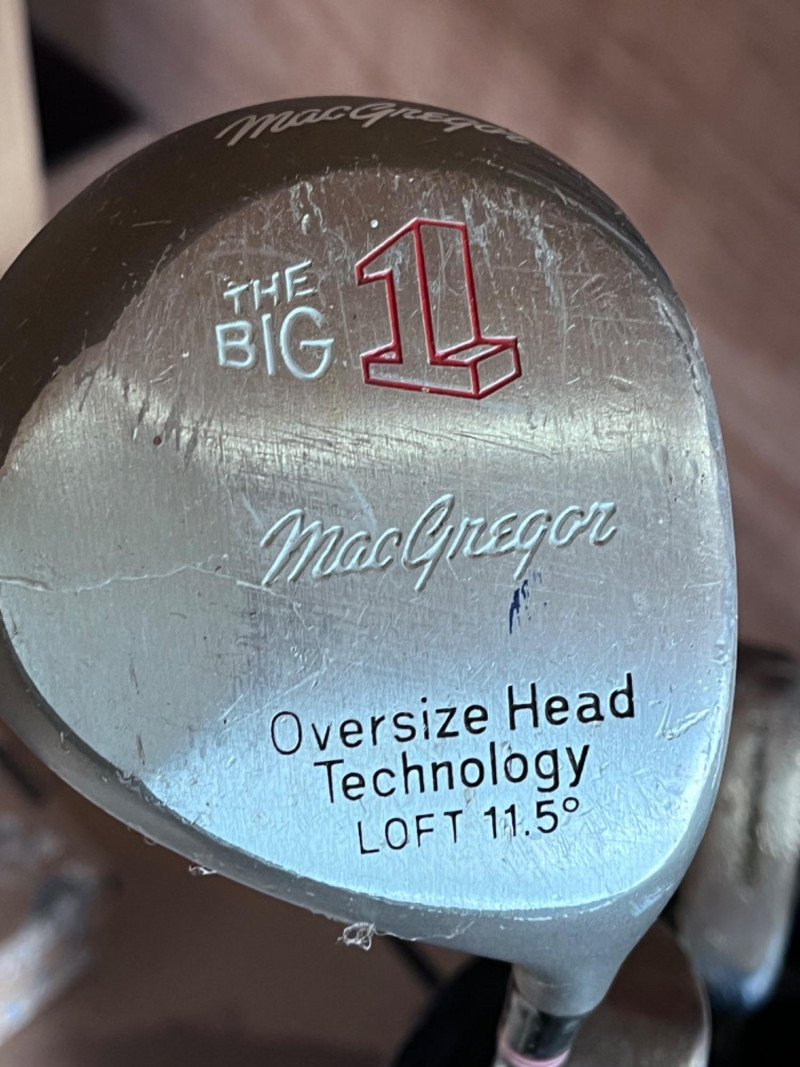 MacGregor
THE
BIG 1
MacGregor
Oversize Head
Technology
LOFT 11.5°